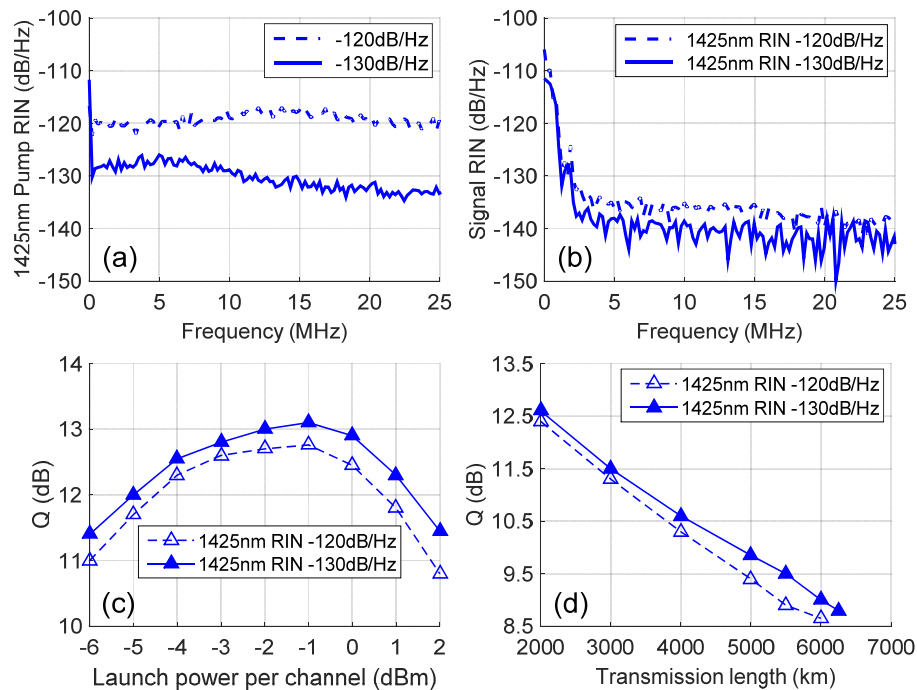 -100
-110
-120
-130
-140
-150
1425nm Pump RIN (dB/Hz)
-120dB/Hz
-130dB/Hz
(a)
0 5 10 15 20 25
Frequency (MHz)
-100
-110
-120
-130
-140
-150
Signal RIN (dB/Hz)
1425nm RIN -120dB/Hz
1425nm RIN -130dB/Hz
(b)
0 5 10 15 20 25
Frequency (MHz)
14
13
12
11
10
Q (dB)
1425nm RIN -120dB/Hz
1425nm RIN -130dB/Hz
(c)
-6 -5 -4 -3 -2 -1 0 1 2
Launch power per channel (dBm)
13.5
12.5
11.5
10.5
9.5
8.5
Q (dB)
1425nm RIN -120dB/Hz
1425nm RIN -130dB/Hz
(d)
2000 3000 4000 5000 6000 7000
Transmission length (km)